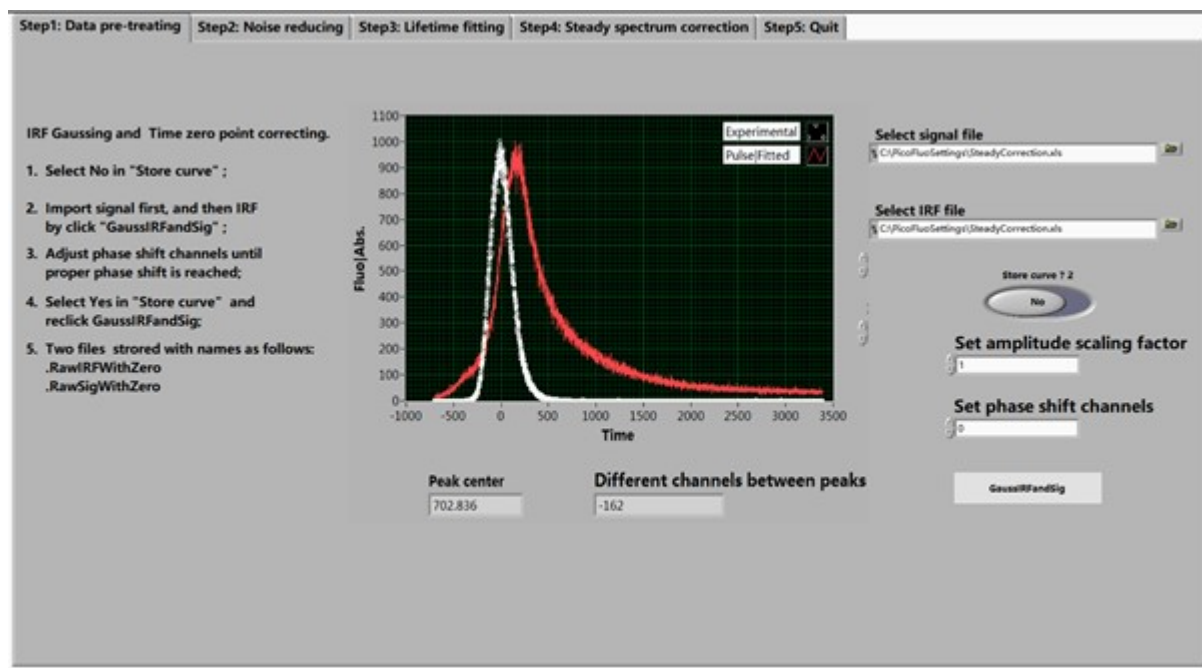 Step1: Data pre-treating
Step2: Noise reducing
Step3: Lifetime fitting
Step4: Steady spectrum correction
Step5: Quit
IRF Gaussing and Time zero point correcting.
1. Select No in "Store curve" ;
2. Import signal first, and then IRF
by click "GaussIRFandSig" ;
3. Adjust phase shift channels until
proper phase shift is reached;
4. Select Yes in "Store curve" and
reclick GaussIRFandSig;
5. Two files strored with names as follows:
.RawIRFWithZero
.RawSigWithZero
Fluo|Abs.
1100
1000
900
800
700
600
500
400
300
200
100
0
-1000
-500
0
500
1000
1500
2000
2500
3000
3500
Time
Experimental
Pulse|Fitted
Peak center
702.836
Different channels between peaks
-162
Select signal file
C:\PicoFluoSettings\SteadyCorrection.xls
Select IRF file
C:\PicoFluoSettings\SteadyCorrection.xls
Store curve ? 2
No
Set amplitude scaling factor
1
Set phase shift channels
0
GaussIRFandSig